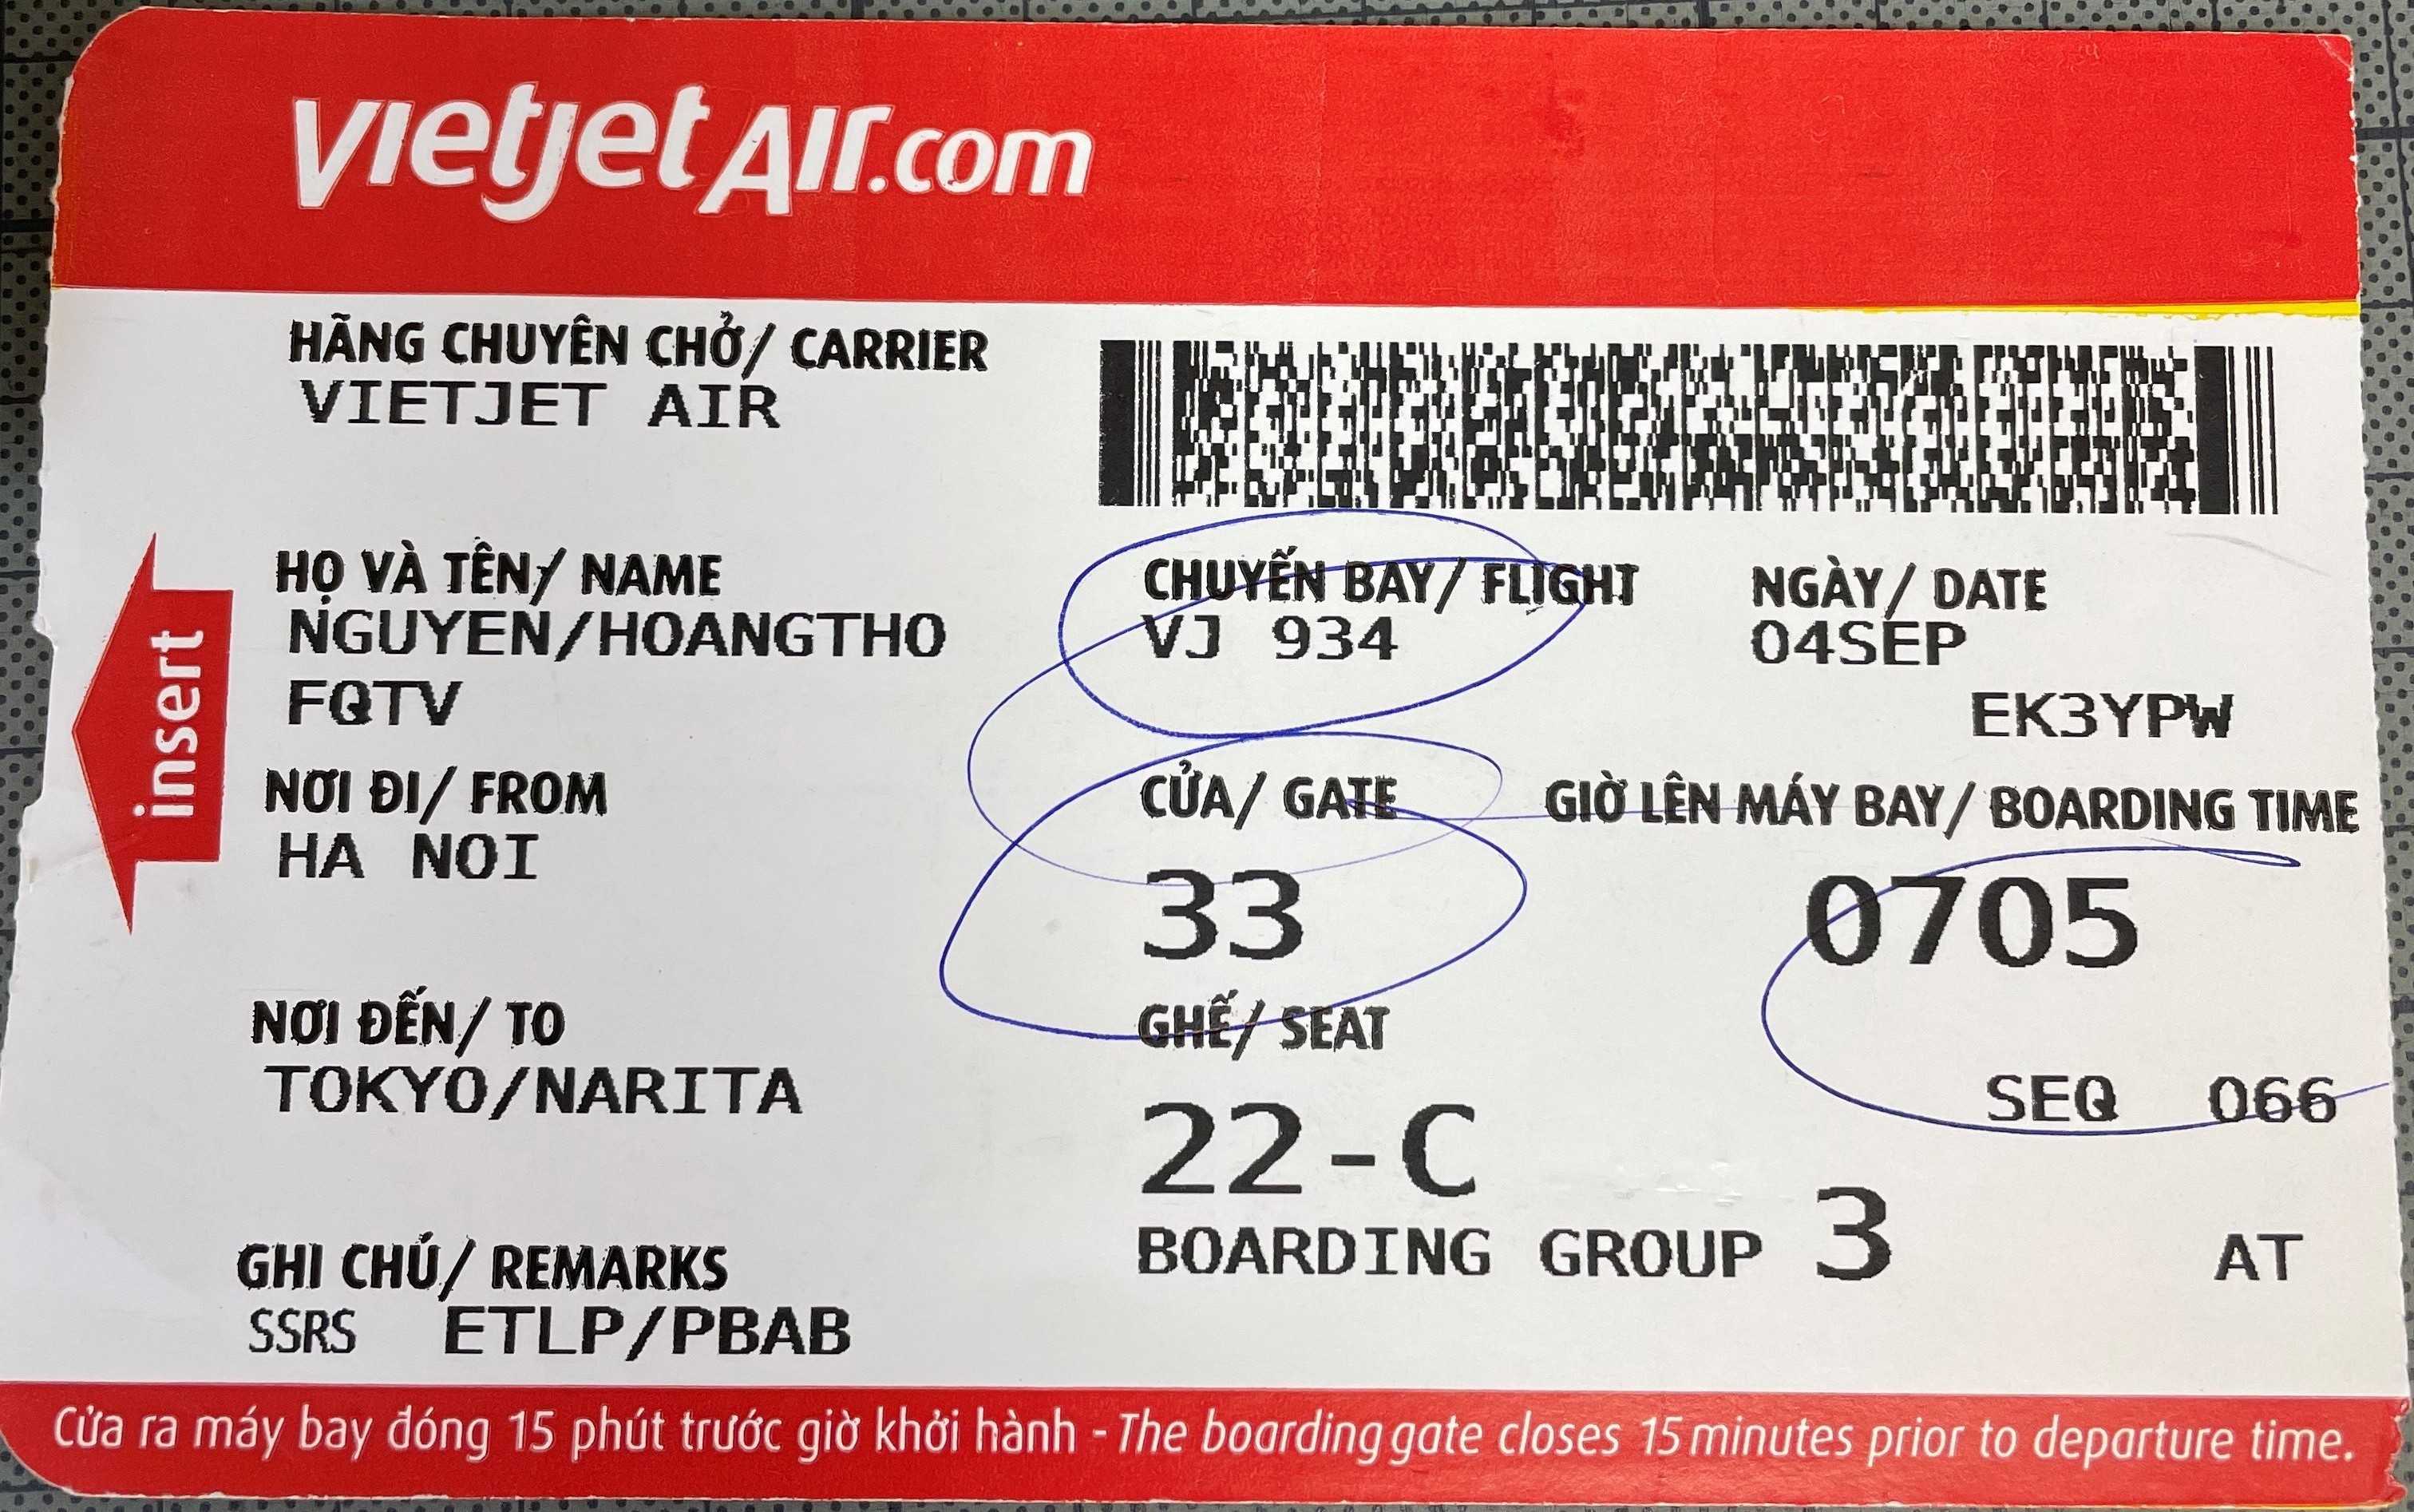 vietjetAir.com
HÃNG CHUYÊN CHỞ/ CARRIER
VIETJET AIR
HỌ VÀ TÊN/ NAME
NGUYEN/HOANGTHO
FQTV
CHUYẾN BAY/ FLIGHT
VJ 934
NGÀY/ DATE
04SEP
EK3YPW
insert
NƠI ĐI/ FROM
HA NOI
CỬA/ GATE
33
GIỜ LÊN MÁY BAY/ BOARDING TIME
0705
NƠI ĐẾN/ TO
TOKYO/NARITA
GHẾ/ SEAT
22-C
SEQ 066
BOARDING GROUP 3 AT
GHI CHÚ/ REMARKS
SSRS ETLP/PBAB
Cửa ra máy bay đóng 15 phút trước giờ khởi hành - The boarding gate closes 15 minutes prior to departure time.